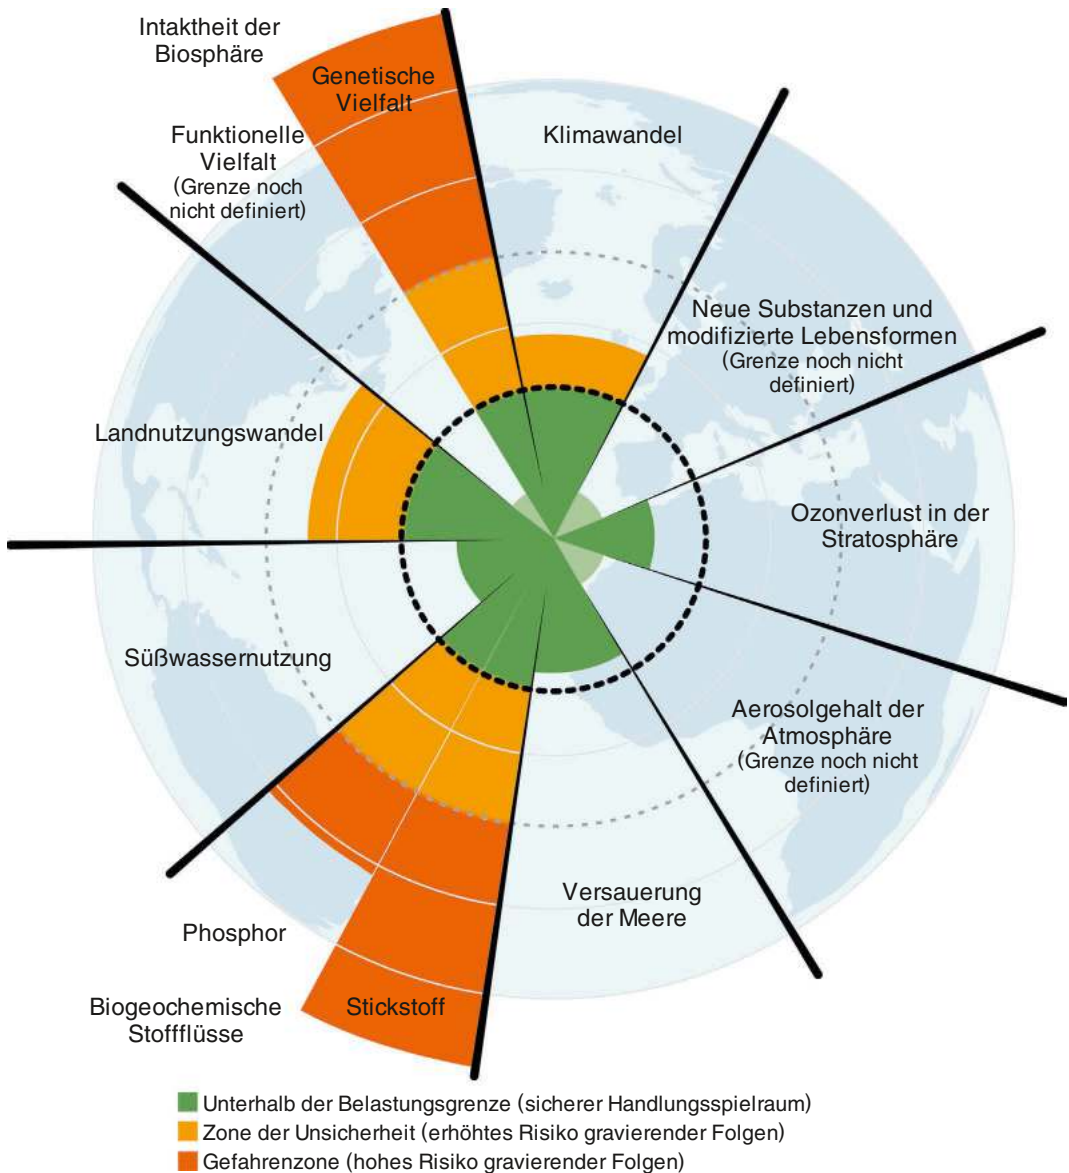 Intaktheit der
Biosphäre
Genetische
Vielfalt
Funktionelle
Vielfalt
(Grenze noch
nicht definiert)
Klimawandel
Neue Substanzen und
modifizierte Lebensformen
(Grenze noch nicht
definiert)
Landnutzungswandel
Ozonverlust in der
Stratosphäre
Süßwassernutzung
Aerosolgehalt der
Atmosphäre
(Grenze noch nicht
definiert)
Versauerung
der Meere
Phosphor
Biogeochemische
Stoffflüsse
Stickstoff
Unterhalb der Belastungsgrenze (sicherer Handlungsspielraum)
Zone der Unsicherheit (erhöhtes Risiko gravierender Folgen)
Gefahrenzone (hohes Risiko gravierender Folgen)